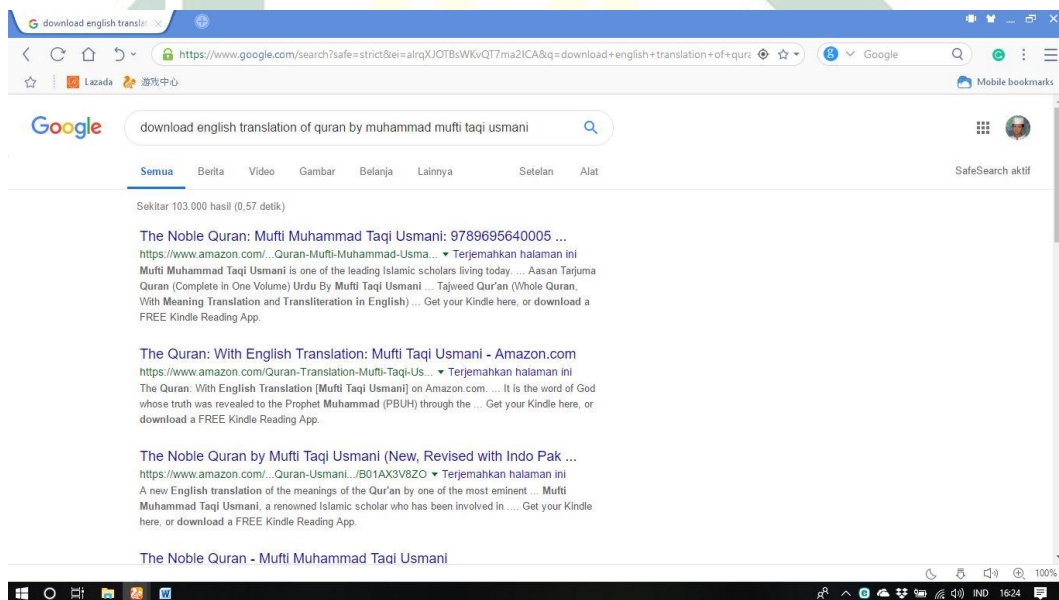 download english translat
https://www.google.com/search?safe=strict&ei=alrqXJOTBsWKvQT7ma2ICA&q=download+english+translation+of+qura
Google
Lazada
游戏中心
Mobile bookmarks
Google
download english translation of quran by muhammad mufti taqi usmani
Semua Berita Video Gambar Belanja Lainnya Setelan Alat
SafeSearch aktif
Sekitar 103.000 hasil (0,57 detik)
The Noble Quran: Mufti Muhammad Taqi Usmani: 9789695640005 ...
https://www.amazon.com/...Quran-Mufti-Muhammad-Usma... ▾ Terjemahkan halaman ini
Mufti Muhammad Taqi Usmani is one of the leading Islamic scholars living today. ... Aasan Tarjuma
Quran (Complete in One Volume) Urdu By Mufti Taqi Usmani ... Tajweed Qur'an (Whole Quran,
With Meaning Translation and Transliteration in English) ... Get your Kindle here, or download a
FREE Kindle Reading App.
The Quran: With English Translation: Mufti Taqi Usmani - Amazon.com
https://www.amazon.com/Quran-Translation-Mufti-Taqi-Us... ▾ Terjemahkan halaman ini
The Quran: With English Translation [Mufti Taqi Usmani] on Amazon.com. ... It is the word of God
whose truth was revealed to the Prophet Muhammad (PBUH) through the ... Get your Kindle here, or
download a FREE Kindle Reading App.
The Noble Quran by Mufti Taqi Usmani (New, Revised with Indo Pak ...
https://www.amazon.com/...Quran-Usmani.../B01AX3V8ZO ▾ Terjemahkan halaman ini
A new English translation of the meanings of the Qur'an by one of the most eminent ... Mufti
Muhammad Taqi Usmani, a renowned Islamic scholar who has been involved in .... Get your Kindle
here, or download a FREE Kindle Reading App.
The Noble Quran - Mufti Muhammad Taqi Usmani
100%
IND 16:24